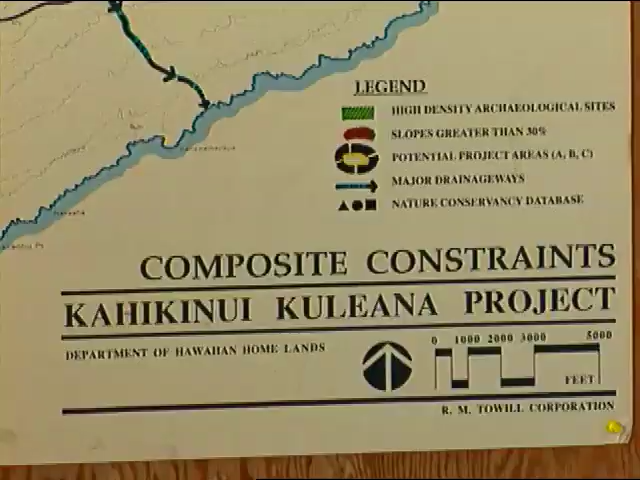 LEGEND
HIGH DENSITY ARCHAEOLOGICAL SITES
SLOPES GREATER THAN 30%
POTENTIAL PROJECT AREAS (A, B, C)
MAJOR DRAINAGEWAYS
NATURE CONSERVANCY DATABASE
COMPOSITE CONSTRAINTS
KAHIKINUI KULEANA PROJECT
DEPARTMENT OF HAWAIIAN HOME LANDS
0 1000 2000 3000 5000
FEET
R. M. TOWILL CORPORATION